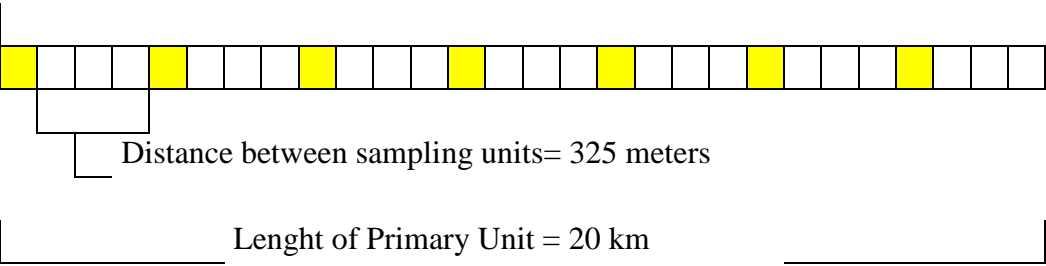 Distance between sampling units= 325 meters
Lenght of Primary Unit = 20 km